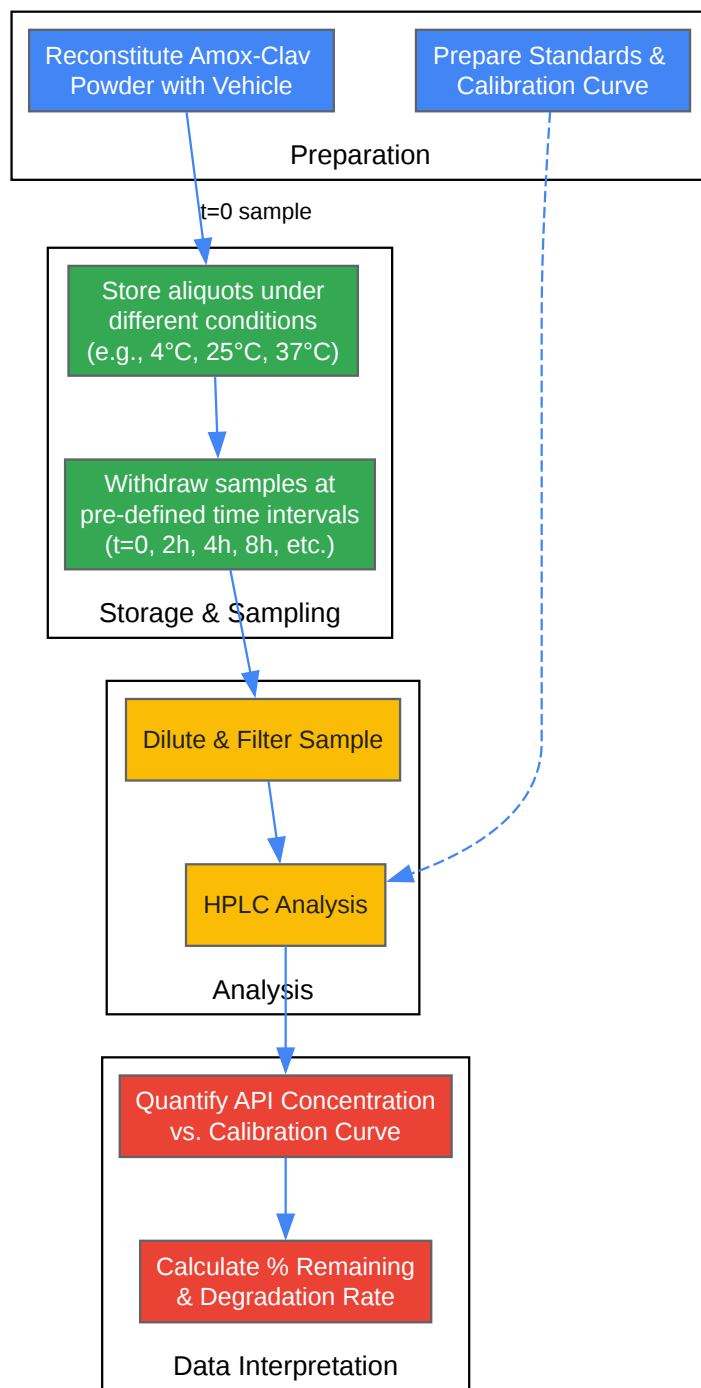 Reconstitute Amox-Clav
Powder with Vehicle
Prepare Standards &
Calibration Curve
Preparation
t=0 sample
Store aliquots under
different conditions
(e.g., 4°C, 25°C, 37°C)
Withdraw samples at
pre-defined time intervals
(t=0, 2h, 4h, 8h, etc.)
Storage & Sampling
Dilute & Filter Sample
HPLC Analysis
Analysis
Quantify API Concentration
vs. Calibration Curve
Calculate % Remaining
& Degradation Rate
Data Interpretation